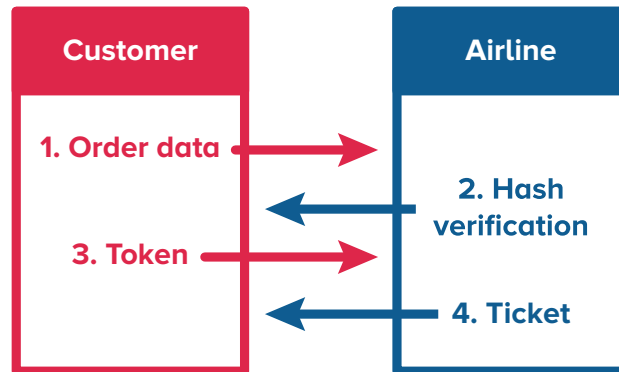 Customer
Airline
1. Order data
2. Hash
verification
3. Token
4. Ticket